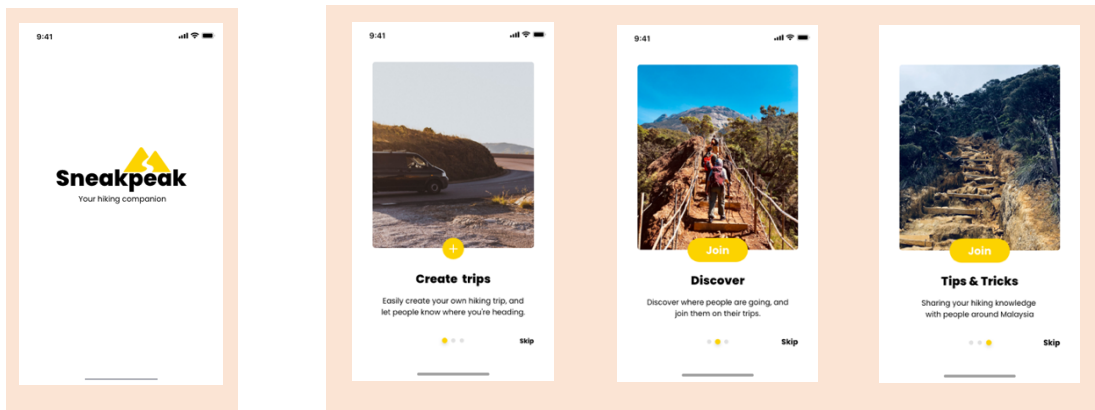 9:41
Sneakpeak
Your hiking companion
9:41
+
Create trips
Easily create your own hiking trip, and
let people know where you're heading.
Skip
9:41
Join
Discover
Discover where people are going, and
join them on their trips.
Skip
Join
Tips & Tricks
Sharing your hiking knowledge
with people around Malaysia
Skip